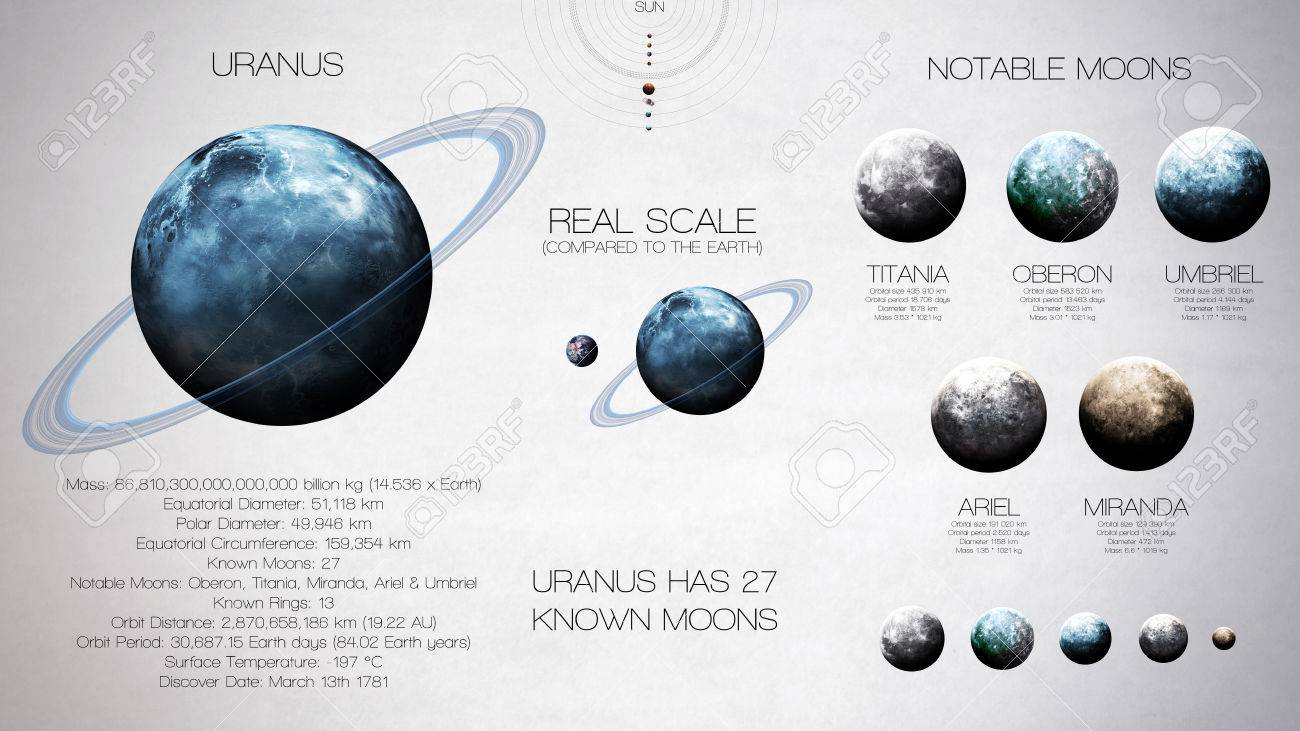 SUN
URANUS
Mass: 86,810,300,000,000,000 billion kg (14.536 x Earth)
Equatorial Diameter: 51,118 km
Polar Diameter: 49,946 km
Equatorial Circumference: 159,354 km
Known Moons: 27
Notable Moons: Oberon, Titania, Miranda, Ariel & Umbriel
Known Rings: 13
Orbit Distance: 2,870,658,186 km (19.22 AU)
Orbit Period: 30,687.15 Earth days (84.02 Earth years)
Surface Temperature: -197 °C
Discover Date: March 13th 1781
REAL SCALE
(COMPARED TO THE EARTH)
URANUS HAS 27
KNOWN MOONS
NOTABLE MOONS
TITANIA
Orbital size 435 910 km
Orbital period 18.706 days
Diameter 1578 km
Mass 3.53 * 1021 kg
OBERON
Orbital size 583 520 km
Orbital period 13.463 days
Diameter 1523 km
Mass 3.01 * 1021 kg
UMBRIEL
Orbital size 266 300 km
Orbital period 4.144 days
Diameter 1169 km
Mass 1.17 * 1021 kg
ARIEL
Orbital size 191 020 km
Orbital period 2.520 days
Diameter 1158 km
Mass 1.35 * 1021 kg
MIRANDA
Orbital size 129 390 km
Orbital period 1.413 days
Diameter 472 km
Mass 6.6 * 1019 kg
123RF